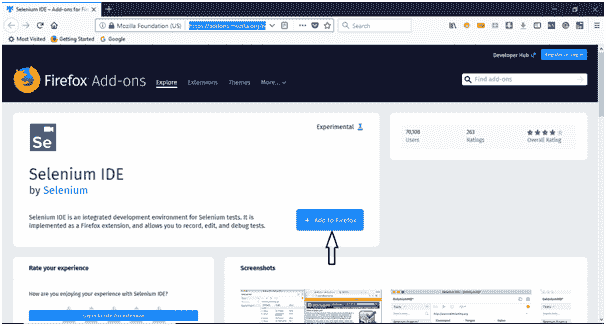 Selenium IDE – Add-ons for Fir
Mozilla Foundation (US)
https://addons.mozilla.org/
Search
Most Visited Getting Started Google
Developer Hub
Register or Log in
Firefox Add-ons
Explore Extensions Themes More...
Find add-ons
Se
Experimental
Selenium IDE
by Selenium
Selenium IDE is an integrated development environment for Selenium tests. It is
implemented as a Firefox extension, and allows you to record, edit, and debug tests.
+ Add to Firefox
263
Users Ratings Overall Rating
Rate your experience
How are you enjoying your experience with Selenium IDE?
Screenshots